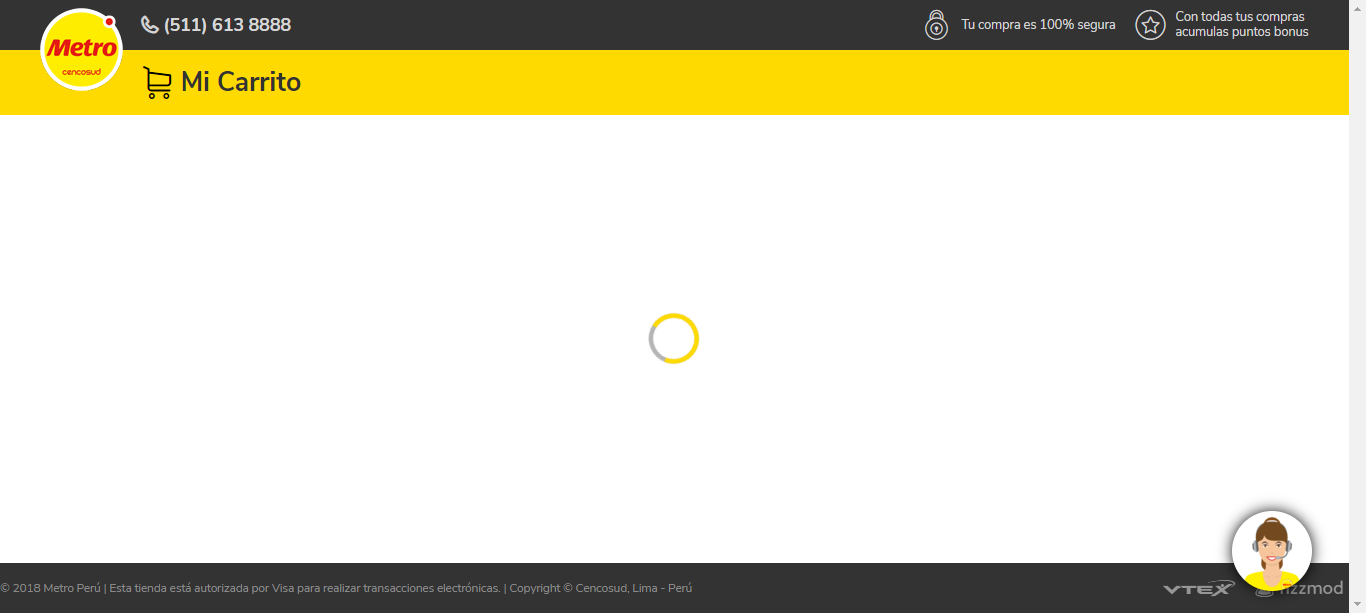 Metro
cencosud
(511) 613 8888
Tu compra es 100% segura
Con todas tus compras
acumulas puntos bonus
Mi Carrito
© 2018 Metro Perú | Esta tienda está autorizada por Visa para realizar transacciones electrónicas. | Copyright © Cencosud, Lima - Perú
VTEX
fizzmod